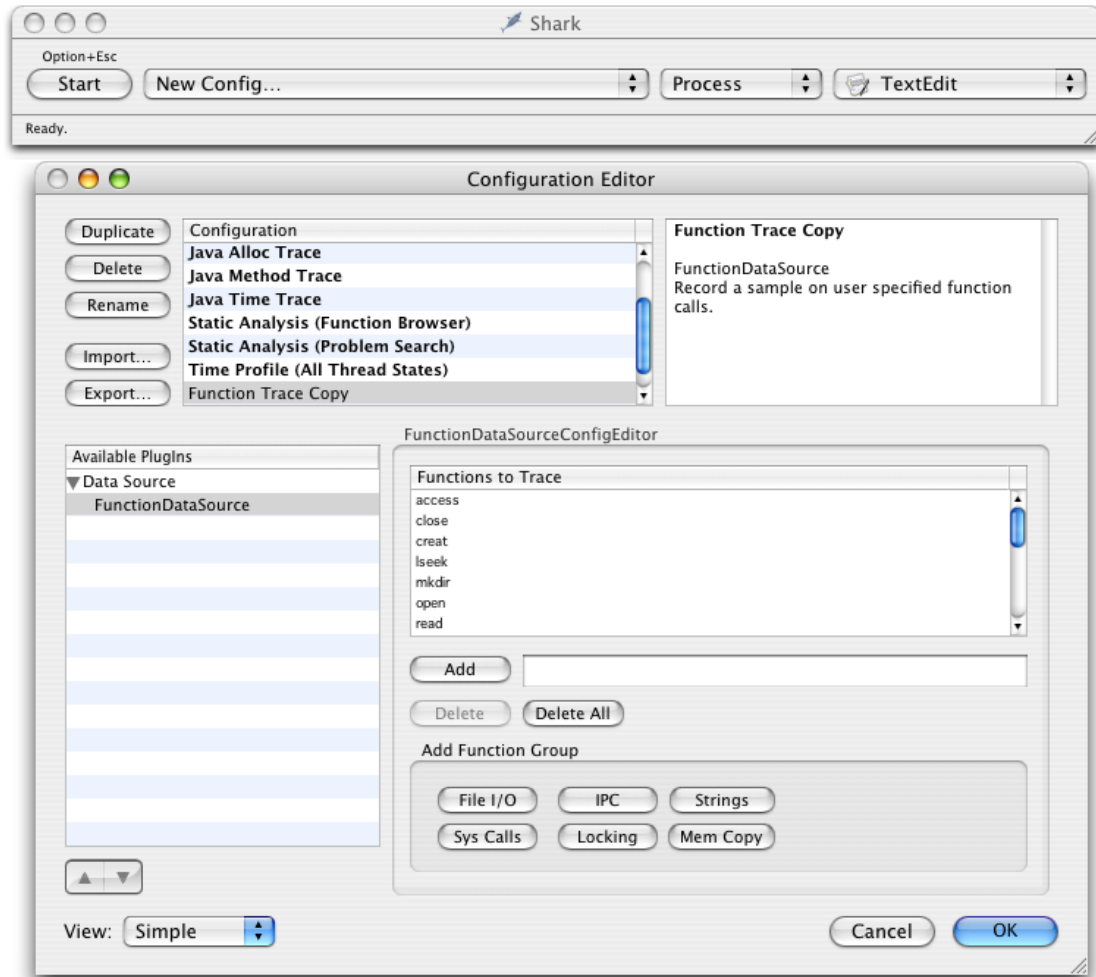 Shark
Option+Esc
Start New Config... Process TextEdit
Ready.
Configuration Editor
Duplicate
Delete
Rename
Import...
Export...
Configuration
Java Alloc Trace
Java Method Trace
Java Time Trace
Static Analysis (Function Browser)
Static Analysis (Problem Search)
Time Profile (All Thread States)
Function Trace Copy
Function Trace Copy
FunctionDataSource
Record a sample on user specified function
calls.
Available PlugIns
Data Source
FunctionDataSource
FunctionDataSourceConfigEditor
Functions to Trace
access
close
creat
lseek
mkdir
open
read
Add
Delete Delete All
Add Function Group
File I/O IPC Strings
Sys Calls Locking Mem Copy
View: Simple Cancel OK